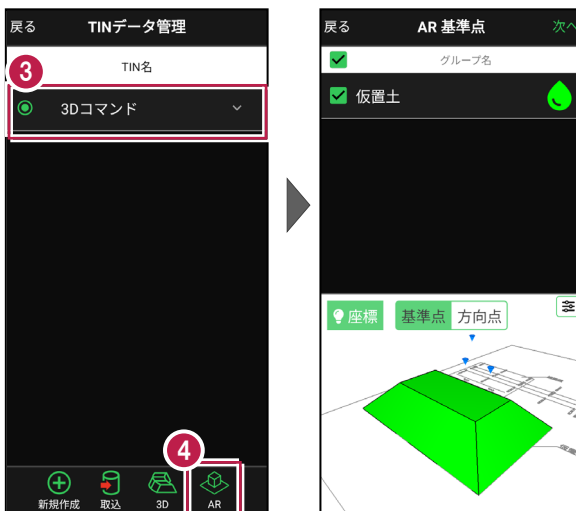 戻る TINデータ管理
TIN名
3
3Dコマンド
4
新規作成 取込 3D AR
戻る AR 基準点 次へ
グループ名
仮置土
座標 基準点 方向点